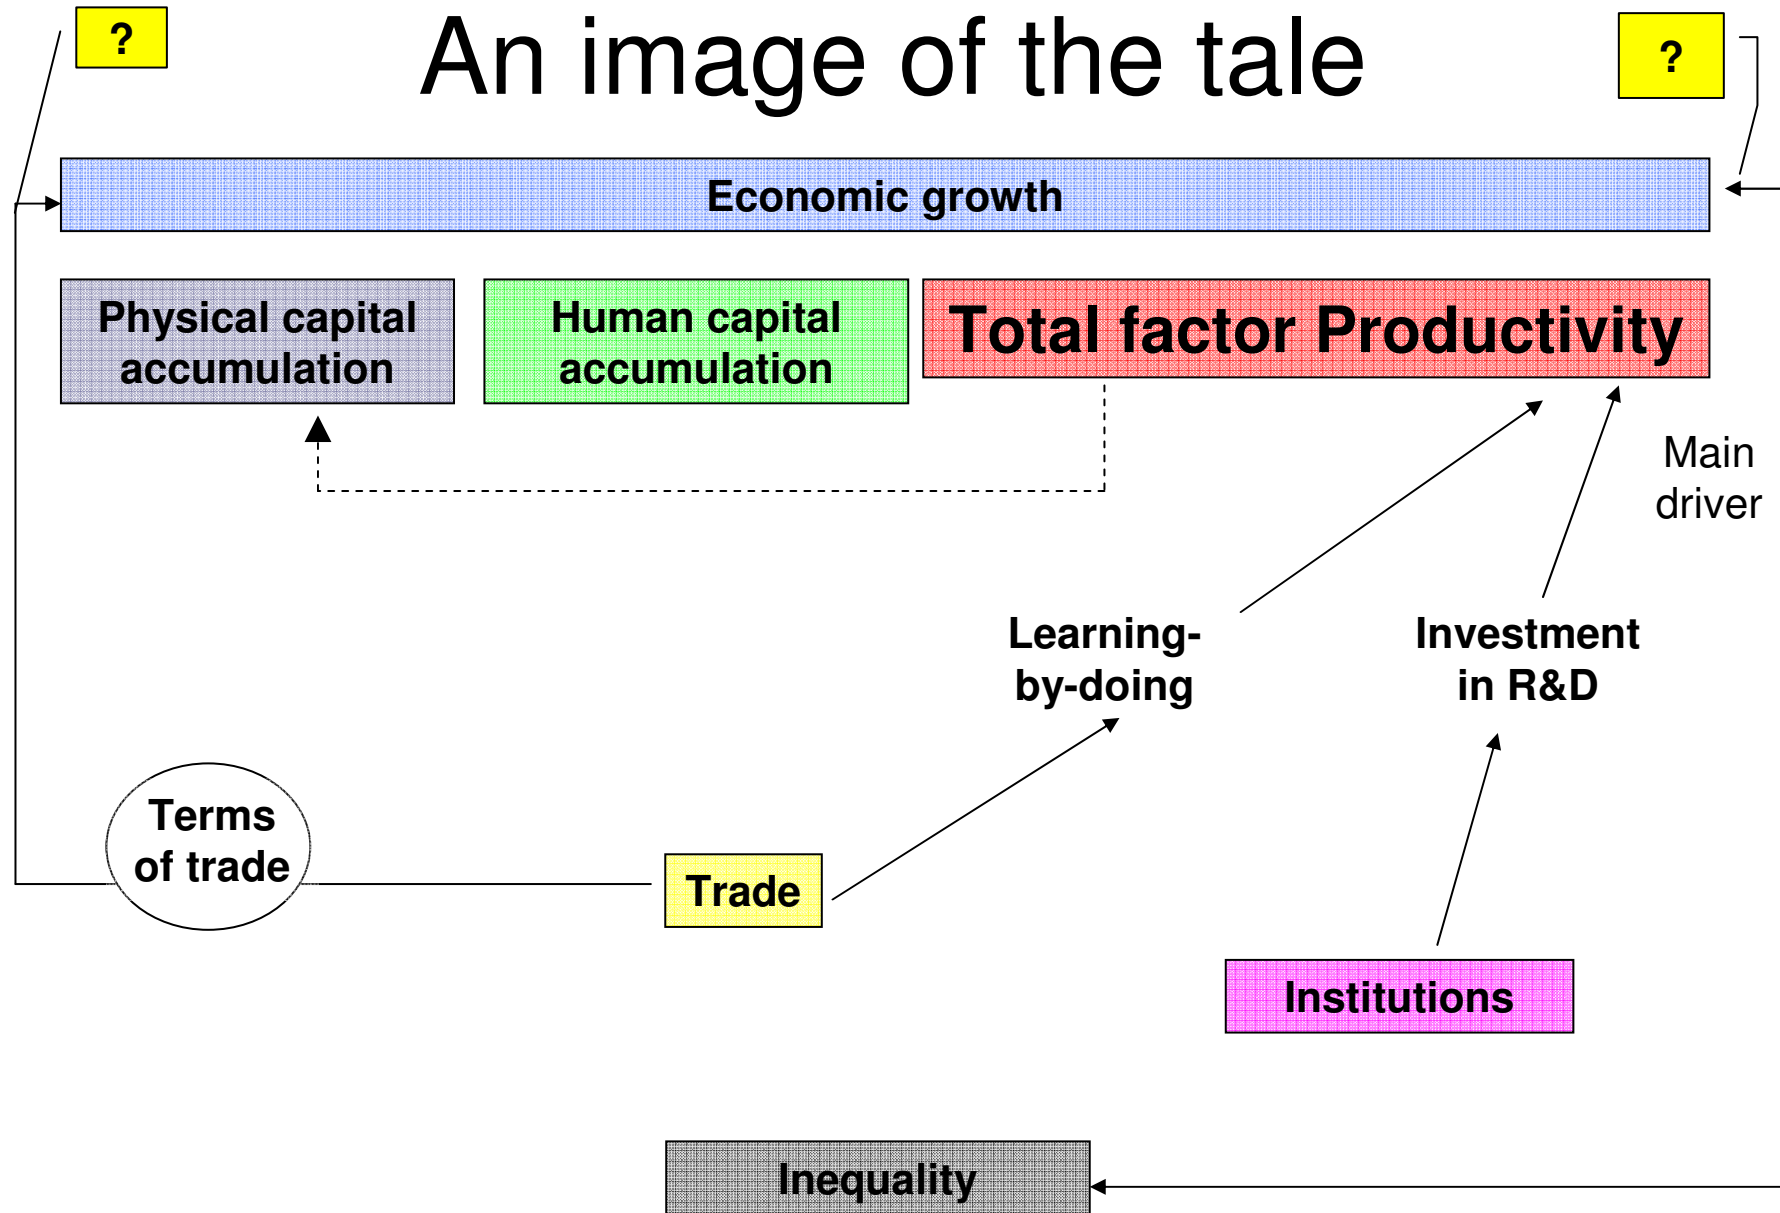 ?
An image of the tale
?
Economic growth
Physical capital
accumulation
Human capital
accumulation
Total factor Productivity
Main
driver
Learning-
by-doing
Investment
in R&D
Terms
of trade
Trade
Institutions
Inequality